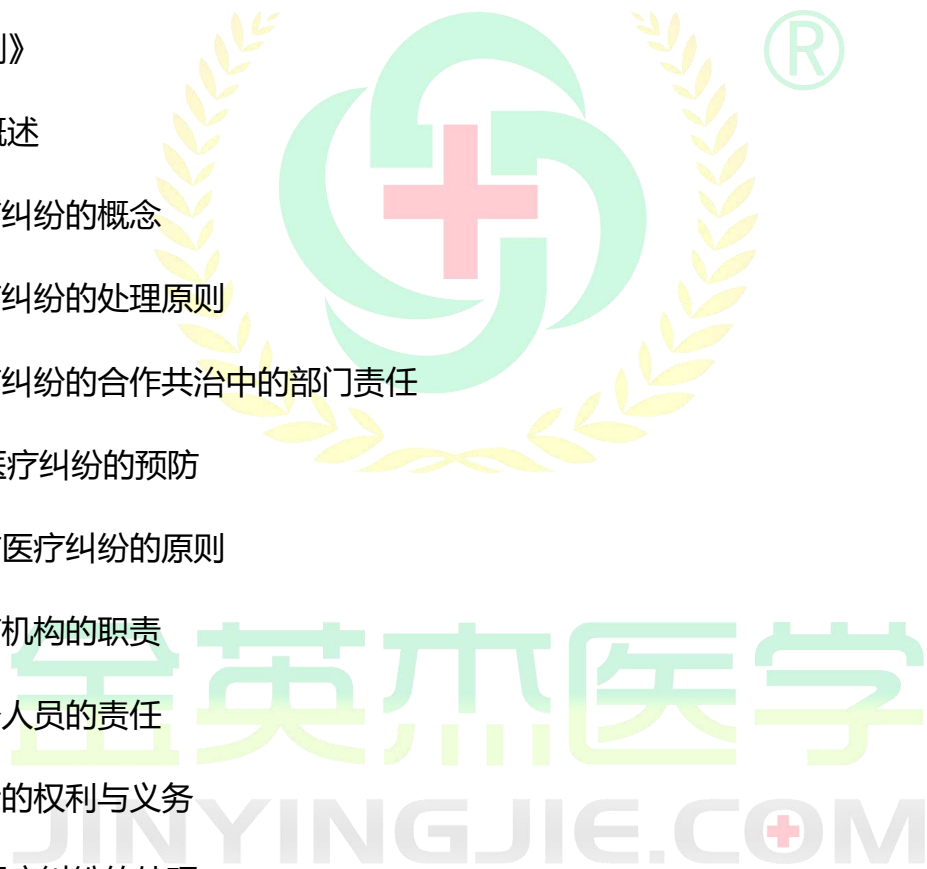 》
述
纠纷的概念
纠纷的处理原则
纠纷的合作共治中的部门责任
医疗纠纷的预防
医疗纠纷的原则
机构的职责
人员的责任
的权利与义务
金英杰医学
JINYINGJIE.COM
®